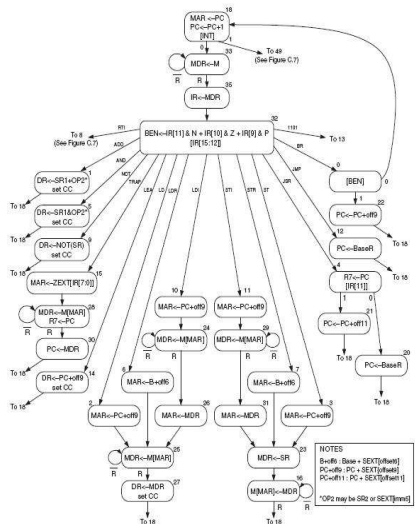 18
MAR <–PC
PC<–PC+1
[INT]
0
1
To 49
(See Figure C.7)
33
MDR<–M
R
R
35
IR<–MDR
32
BEN<–IR[11] & N + IR[10] & Z + IR[9] & P
[IR[15:12]]
RTI
To 8
(See Figure C.7)
1101
To 13
ADD
AND
NOT
TRAP
LEA
LD
LDR
LDI
STI
STR
ST
JSR
JMP
BR
1
DR<–SR1+OP2*
set CC
To 18
5
DR<–SR1&OP2*
set CC
To 18
9
DR<–NOT(SR)
set CC
To 18
15
MAR<–ZEXT[IR[7:0]]
28
MDR<–M[MAR]
R7<–PC
R
R
30
PC<–MDR
To 18
14
DR<–PC+off9
set CC
To 18
0
[BEN]
0
1
22
PC<–PC+off9
To 18
12
PC<–BaseR
To 18
4
R7<–PC
[IR[11]]
1
0
21
PC<–PC+off11
To 18
20
PC<–BaseR
To 18
10
MAR<–PC+off9
11
MAR<–PC+off9
24
MDR<–M[MAR]
R
R
29
MDR<–M[MAR]
R
R
6
MAR<–B+off6
7
MAR<–B+off6
2
MAR<–PC+off9
26
MAR<–MDR
31
MAR<–MDR
3
MAR<–PC+off9
25
MDR<–M[MAR]
R
R
23
MDR<–SR
27
DR<–MDR
set CC
To 18
16
M[MAR]<–MDR
R
R
To 18
NOTES
B+off6 : Base + SEXT[offset6]
PC+off9 : PC + SEXT[offset9]
PC+off11 : PC + SEXT[offset11]
*OP2 may be SR2 or SEXT[imm5]